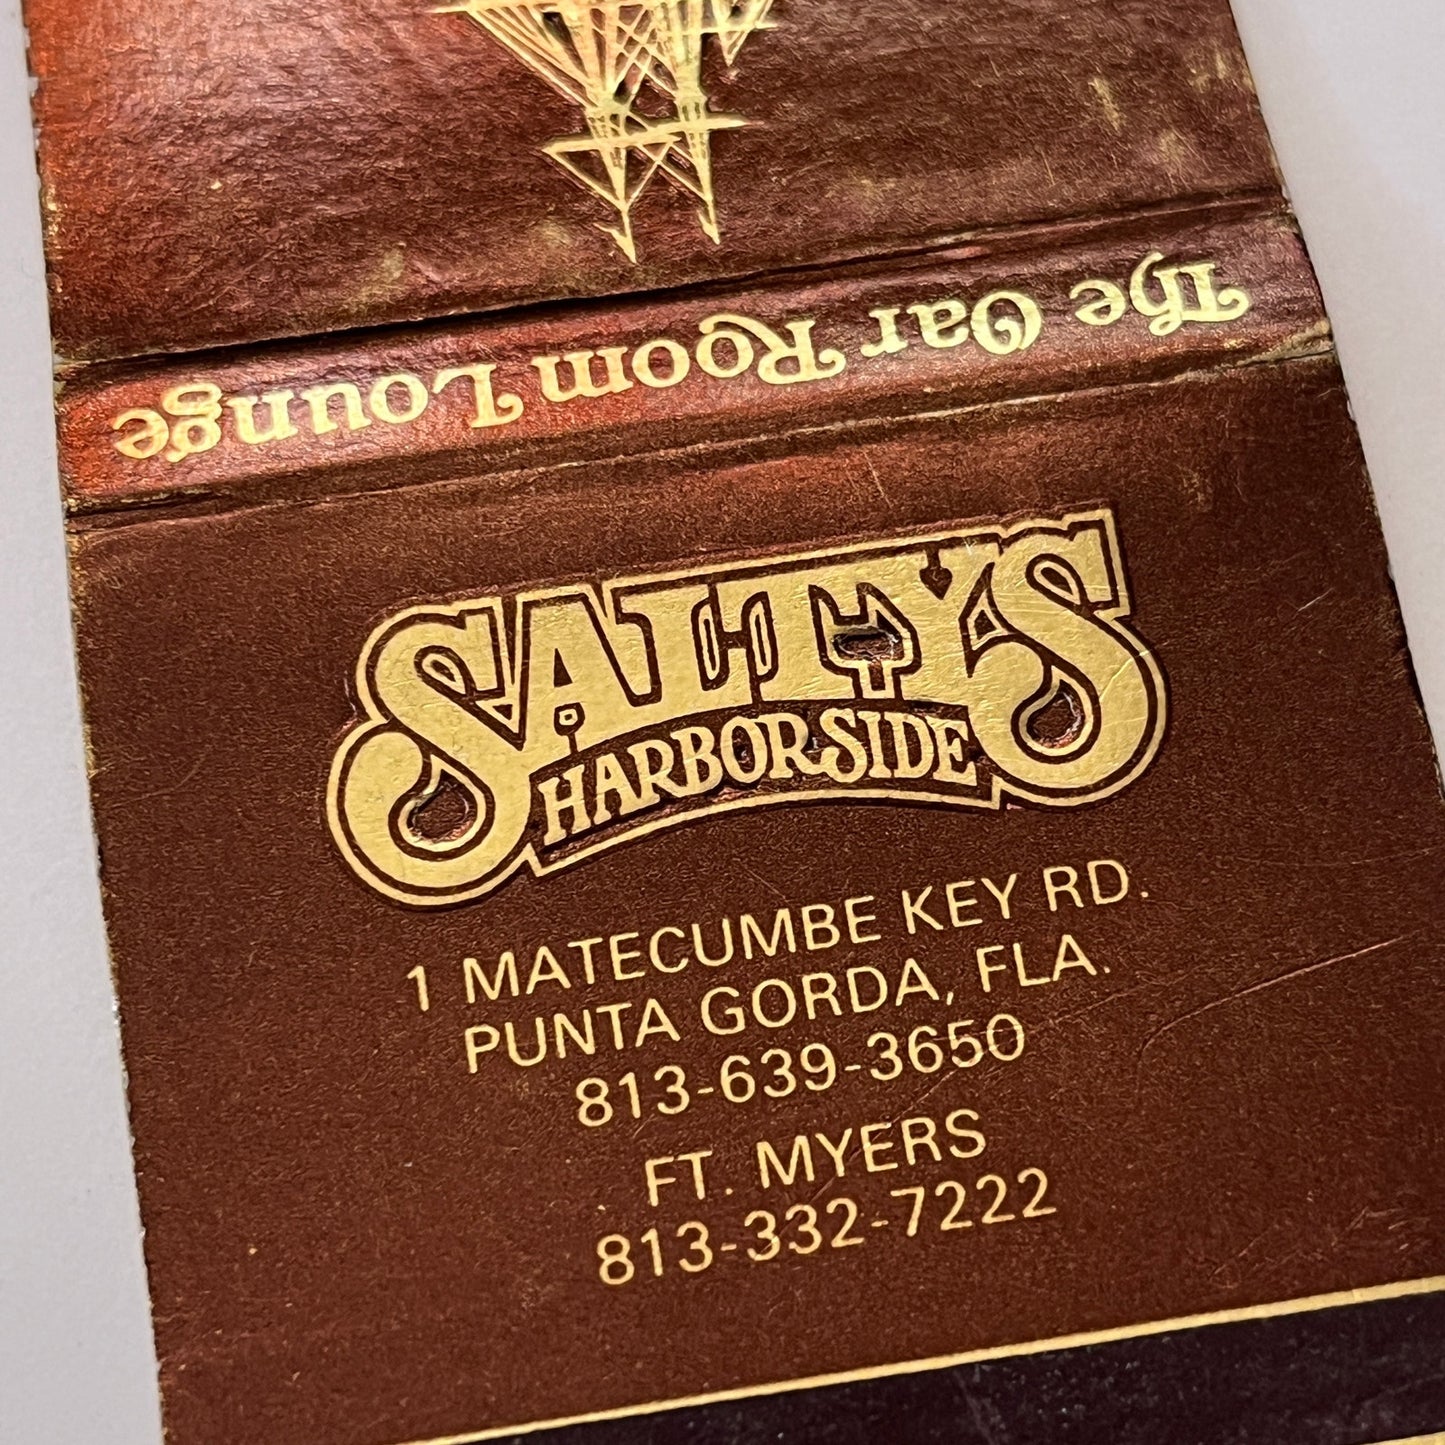 The Oar Room Lounge
SALTY'S
HARBORSIDE
1 MATECUMBE KEY RD.
PUNTA GORDA, FLA.
813-639-3650
FT. MYERS
813-332-7222